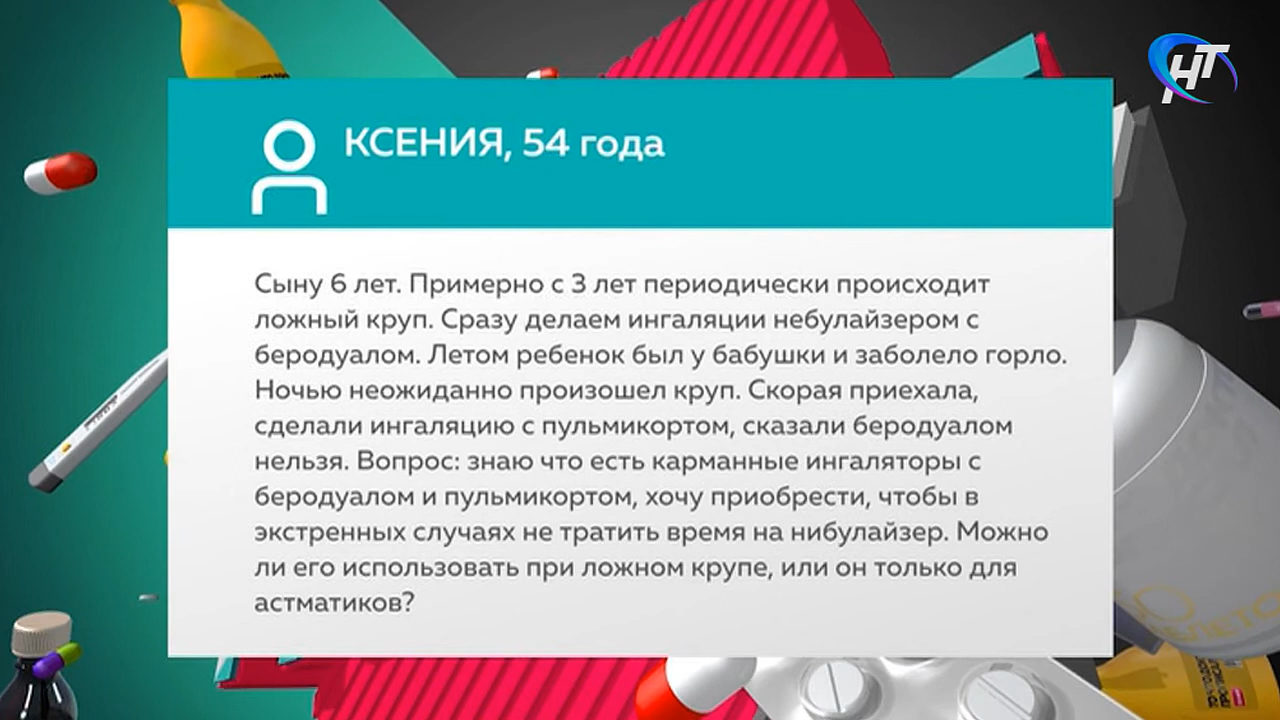 НТ
КСЕНИЯ, 54 года
Сыну 6 лет. Примерно с 3 лет периодически происходит
ложный круп. Сразу делаем ингаляции небулайзером с
беродуалом. Летом ребенок был у бабушки и заболело горло.
Ночью неожиданно произошел круп. Скорая приехала,
сделали ингаляцию с пульмикортом, сказали беродуалом
нельзя. Вопрос: знаю что есть карманные ингаляторы с
беродуалом и пульмикортом, хочу приобрести, чтобы в
экстренных случаях не тратить время на нибулайзер. Можно
ли его использовать при ложном крупе, или он только для
астматиков?